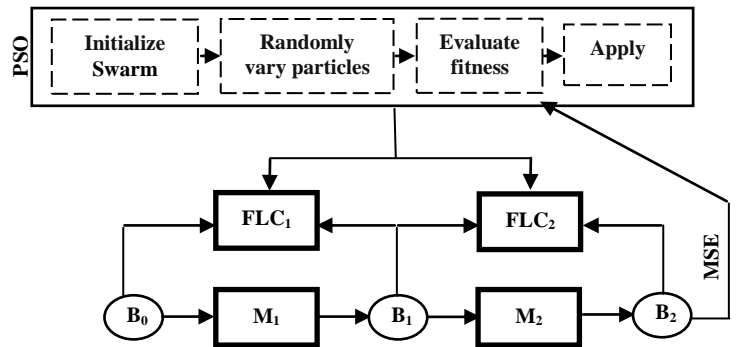 PSO
Initialize
Swarm
Randomly
vary particles
Evaluate
fitness
Apply
FLC₁
FLC₂
MSE
B₀
M₁
B₁
M₂
B₂